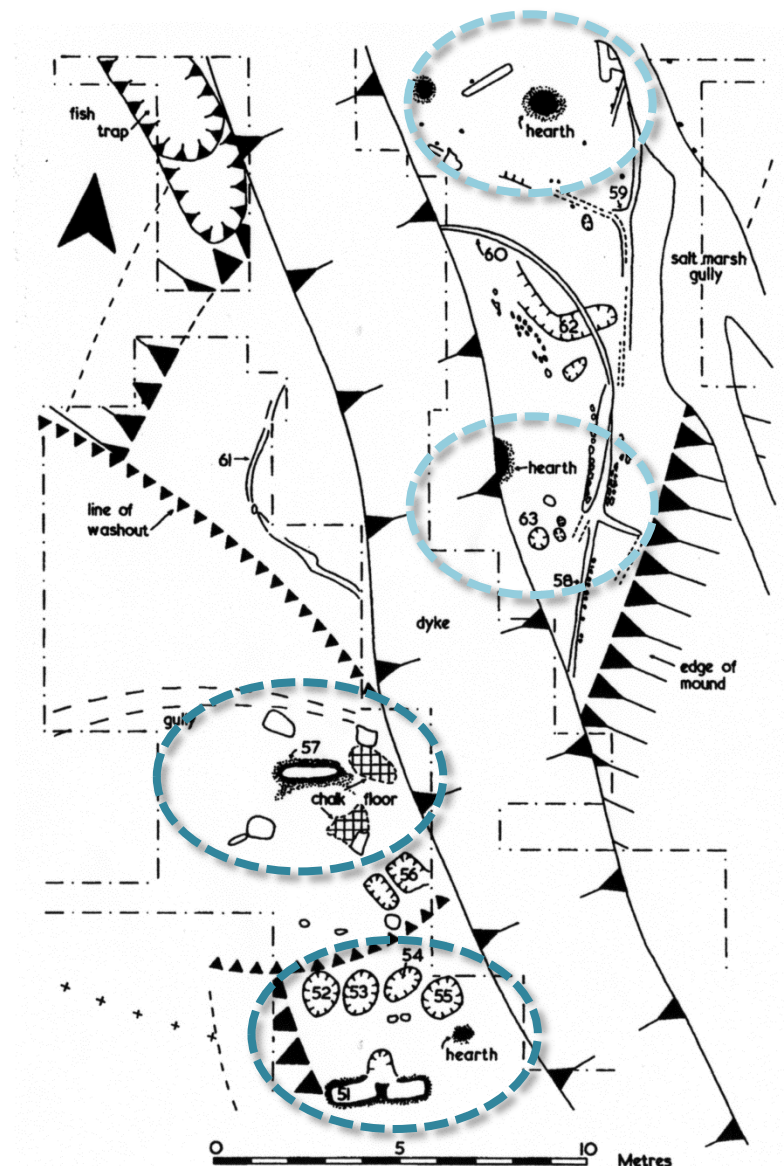 fish
trap
hearth
59
60
salt marsh
gully
62
61
hearth
line of
washout
63
58
dyke
edge of
mound
gully
57
chalk floor
56
54
52
53
55
hearth
51
0
5
10
Metres